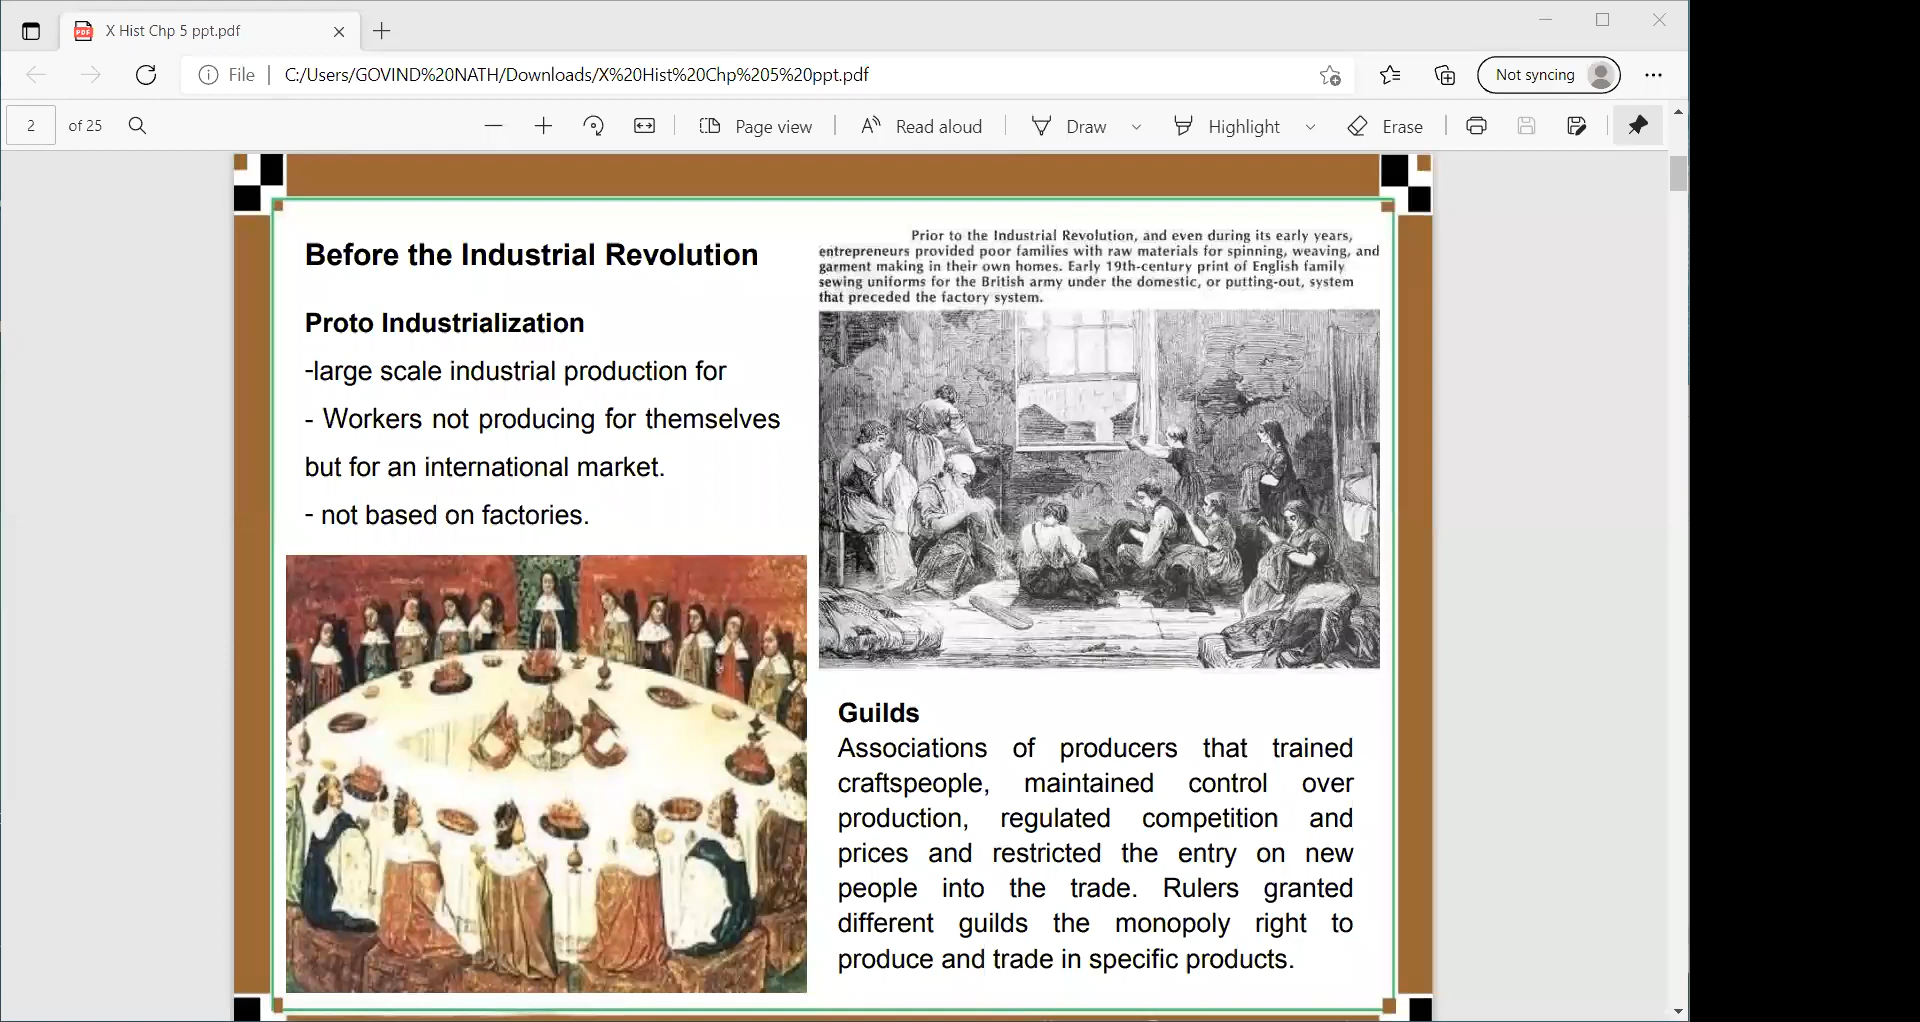 X Hist Chp 5 ppt.pdf
File
C:/Users/GOVIND%20NATH/Downloads/X%20Hist%20Chp%205%20ppt.pdf
Not syncing
2 of 25
Page view
Read aloud
Draw
Highlight
Erase
Before the Industrial Revolution
Proto Industrialization
-large scale industrial production for
- Workers not producing for themselves
but for an international market.
- not based on factories.
Prior to the Industrial Revolution, and even during its early years,
entrepreneurs provided poor families with raw materials for spinning, weaving, and
garment making in their own homes. Early 19th-century print of English family
sewing uniforms for the British army under the domestic, or putting-out, system
that preceded the factory system.
Guilds
Associations of producers that trained
craftspeople, maintained control over
production, regulated competition and
prices and restricted the entry on new
people into the trade. Rulers granted
different guilds the monopoly right to
produce and trade in specific products.